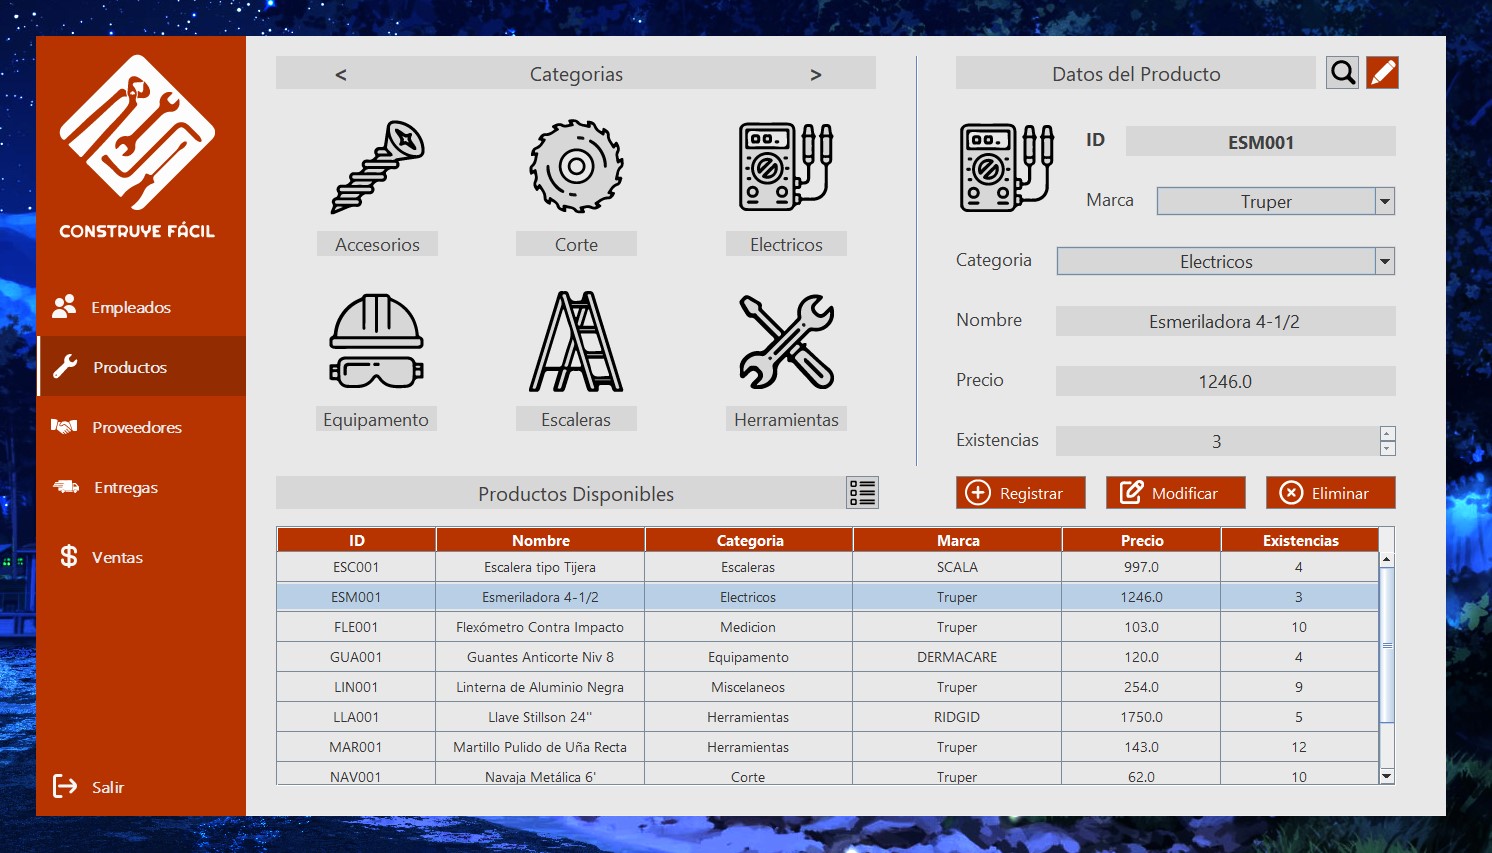 CONSTRUYE FÁCIL
Empleados
Productos
Proveedores
Entregas
Ventas
Salir
< Categorias >
Accesorios Corte Electricos
Equipamento Escaleras Herramientas
Datos del Producto
ID ESM001
Marca Truper
Categoria Electricos
Nombre Esmeriladora 4-1/2
Precio 1246.0
Existencias 3
Registrar Modificar Eliminar
Productos Disponibles
ID Nombre Categoria Marca Precio Existencias
ESC001 Escalera tipo Tijera Escaleras SCALA 997.0 4
ESM001 Esmeriladora 4-1/2 Electricos Truper 1246.0 3
FLE001 Flexómetro Contra Impacto Medicion Truper 103.0 10
GUA001 Guantes Anticorte Niv 8 Equipamento DERMACARE 120.0 4
LIN001 Linterna de Aluminio Negra Miscelaneos Truper 254.0 9
LLA001 Llave Stillson 24'' Herramientas RIDGID 1750.0 5
MAR001 Martillo Pulido de Uña Recta Herramientas Truper 143.0 12
NAV001 Navaja Metálica 6' Corte Truper 62.0 10